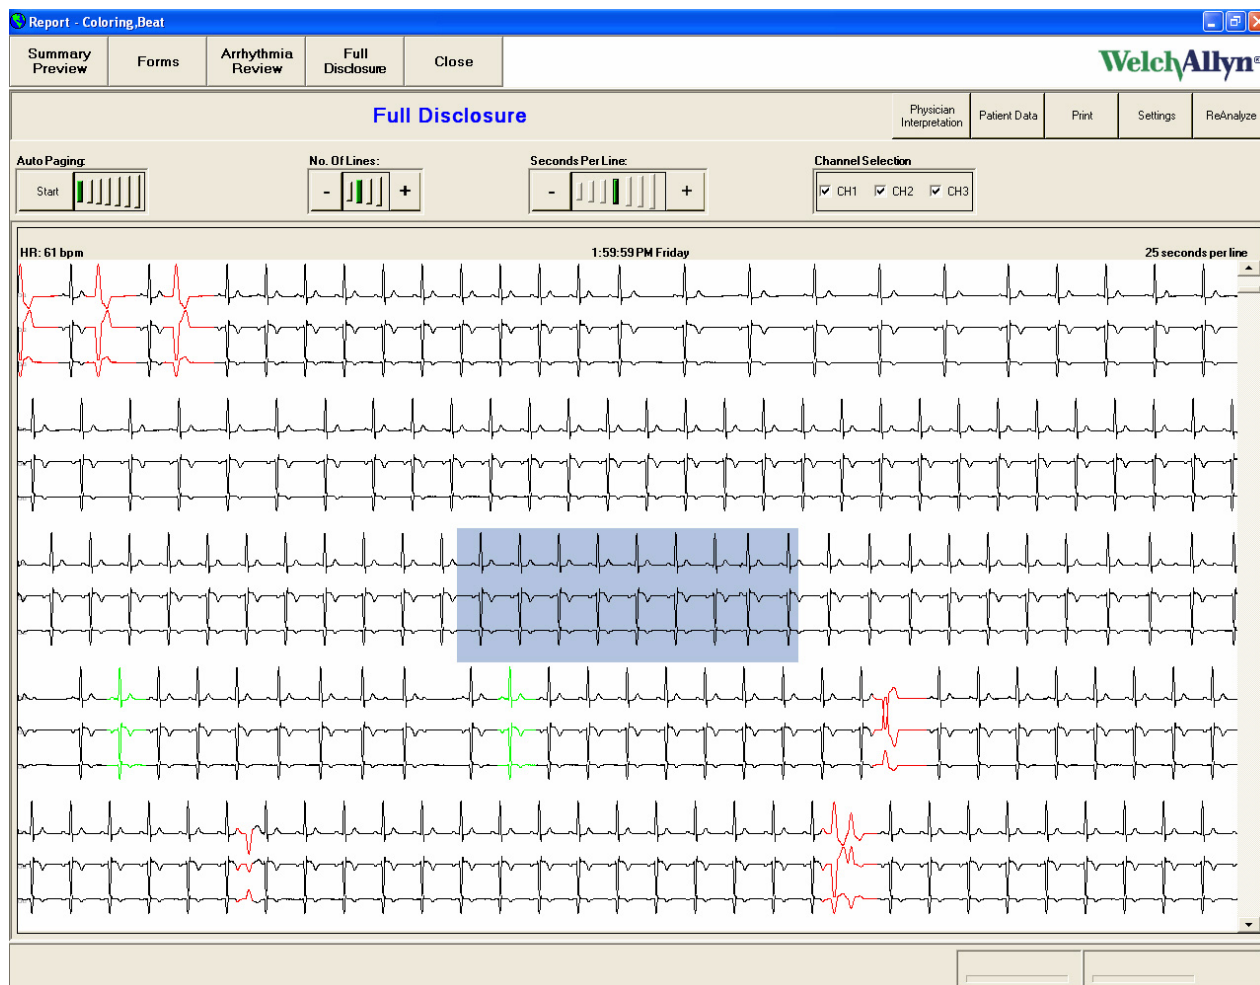 Report - Coloring,Beat
Summary Preview
Forms
Arrhythmia Review
Full Disclosure
Close
WelchAllyn®
Full Disclosure
Physician Interpretation
Patient Data
Print
Settings
ReAnalyze
Auto Paging:
No. Of Lines:
Seconds Per Line:
Channel Selection
Start
- +
- +
CH1 CH2 CH3
HR: 61 bpm
1:59:59 PM Friday
25 seconds per line